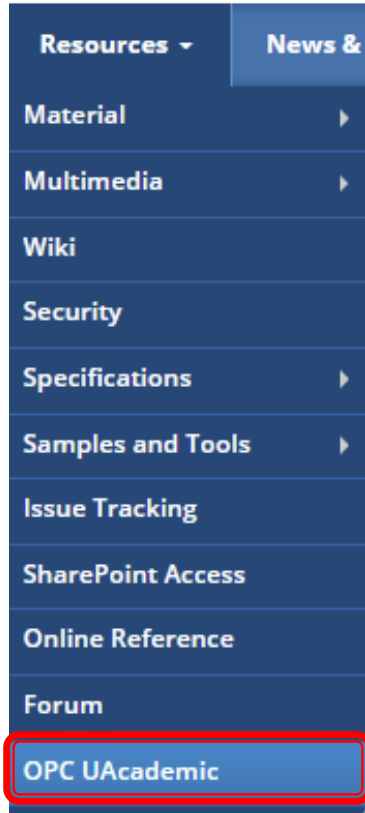 Resources
News &
Material
Multimedia
Wiki
Security
Specifications
Samples and Tools
Issue Tracking
SharePoint Access
Online Reference
Forum
OPC UAcademic